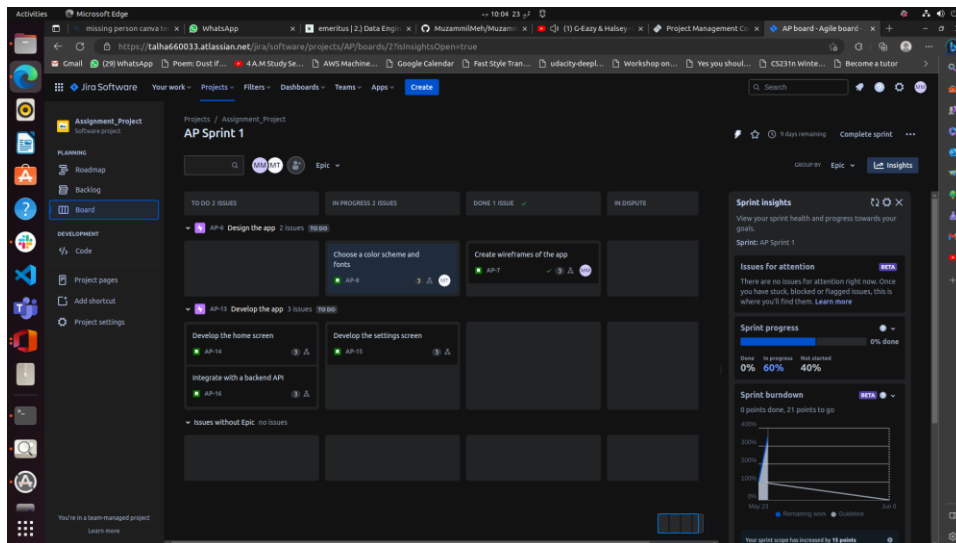 Activities
Microsoft Edge
10:04 23
missing person canva te
WhatsApp
emeritus | 2.) Data Engin
MuzammilMeh/Muzamm
(1) G-Eazy & Halsey
Project Management Co
AP board - Agile board
https://talha660033.atlassian.net/jira/software/projects/AP/boards/2?isInsightsOpen=true
Gmail
(29) WhatsApp
Poem: Dust if...
4 A.M Study Se...
AWS Machine...
Google Calendar
Fast Style Tran...
udacity-deepl...
Workshop on...
Yes you shoul...
CS231n Winte...
Become a tutor
Jira Software
Your work
Projects
Filters
Dashboards
Teams
Apps
Create
Search
MM
Assignment_Project
Software project
PLANNING
Roadmap
Backlog
Board
DEVELOPMENT
Code
Project pages
Add shortcut
Project settings
You're in a team-managed project
Learn more
Projects / Assignment_Project
AP Sprint 1
9 days remaining
Complete sprint
MM
MT
Epic
GROUP BY
Epic
Insights
TO DO 2 ISSUES
IN PROGRESS 2 ISSUES
DONE 1 ISSUE
IN DISPUTE
AP-6 Design the app 2 issues TO DO
Choose a color scheme and
fonts
AP-8
3
MT
Create wireframes of the app
AP-7
3
AP-13 Develop the app 3 issues TO DO
Develop the home screen
AP-14
3
Develop the settings screen
AP-15
3
Integrate with a backend API
AP-16
3
Issues without Epic no issues
Sprint insights
View your sprint health and progress towards your
goals.
Sprint: AP Sprint 1
Issues for attention
BETA
There are no issues for attention right now. Once
you have stuck, blocked or flagged issues, this is
where you'll find them. Learn more
Sprint progress
0% done
Done In progress Not started
0% 60% 40%
Sprint burndown
BETA
0 points done, 21 points to go
400%
300%
200%
100%
0%
May 23
Jun 6
Remaining work
Guideline
Your sprint scope has increased by 15 points